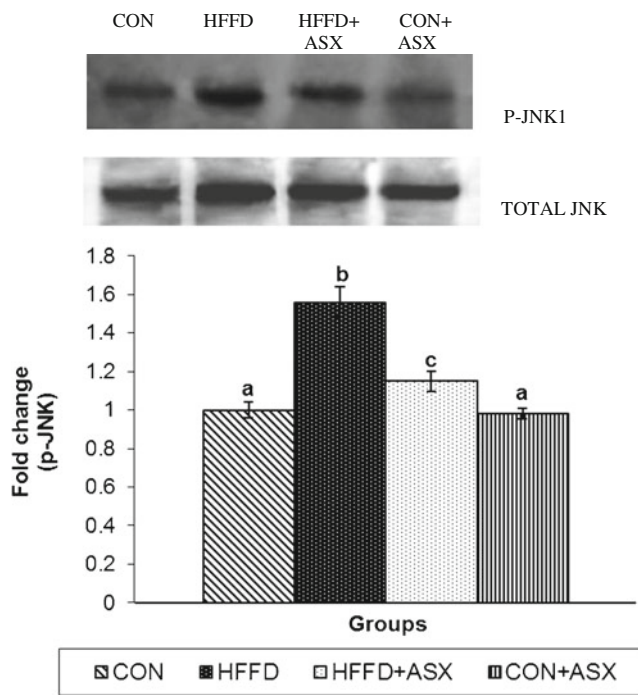 CON HFFD HFFD+ ASX CON+ ASX
P-JNK1
TOTAL JNK
Fold change (p-JNK)
1.8
1.6
1.4
1.2
1
0.8
0.6
0.4
0.2
0
a
b
c
a
Groups
CON HFFD HFFD+ASX CON+ASX